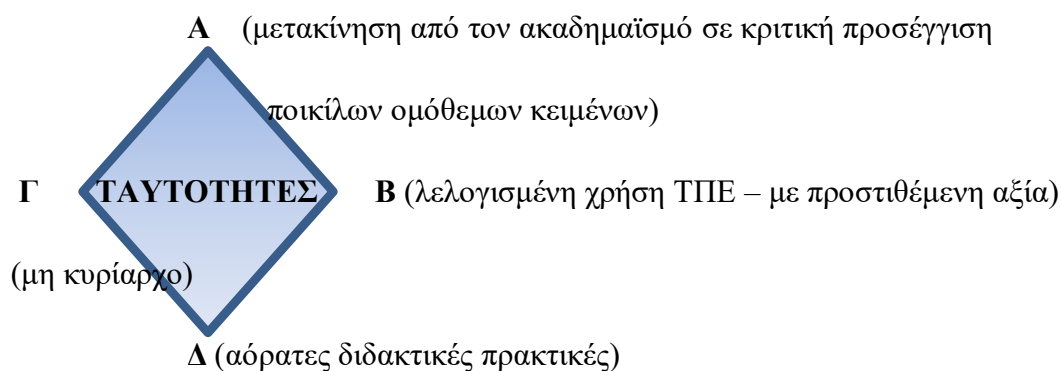 Α (μετακίνηση από τον ακαδημαϊσμό σε κριτική προσέγγιση
ποικίλων ομόθεμων κειμένων)
Γ ΤΑΥΤΟΤΗΤΕΣ Β (λελογισμένη χρήση ΤΠΕ – με προστιθέμενη αξία)
(μη κυρίαρχο)
Δ (αόρατες διδακτικές πρακτικές)